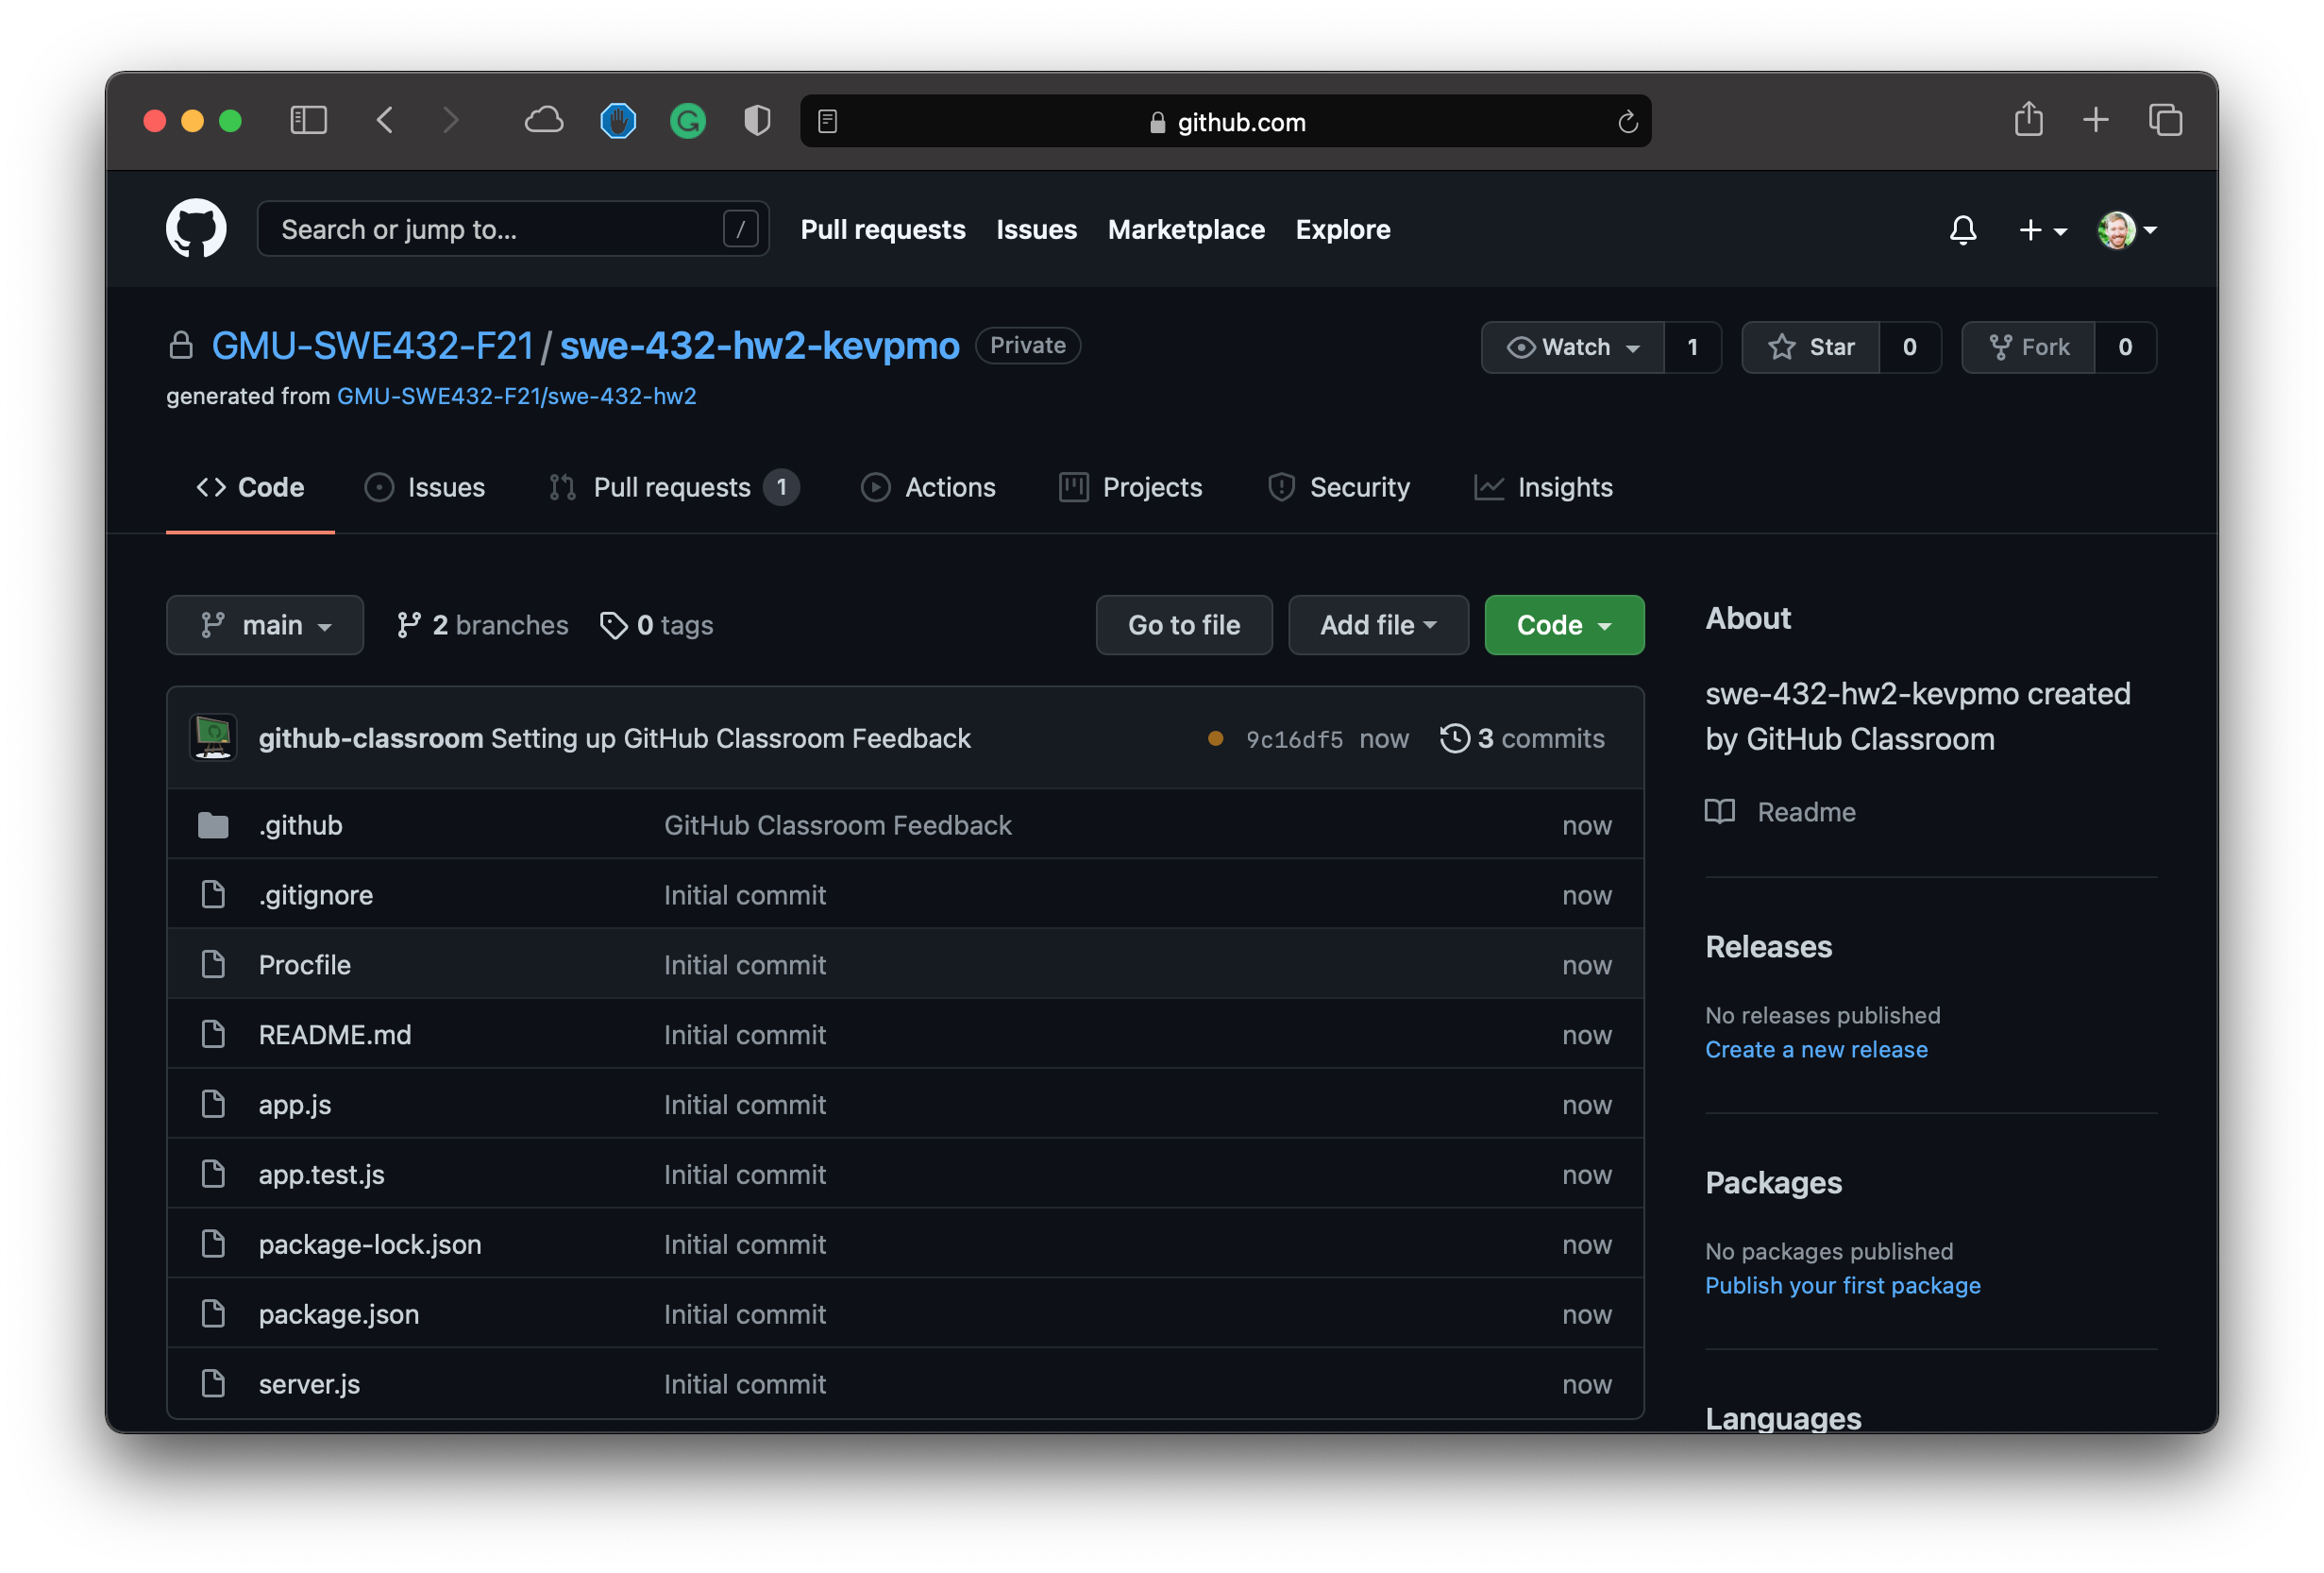 github.com
Search or jump to... /
Pull requests Issues Marketplace Explore
GMU-SWE432-F21 / swe-432-hw2-kevpmo Private
Watch 1 Star 0 Fork 0
generated from GMU-SWE432-F21/swe-432-hw2
Code Issues Pull requests 1 Actions Projects Security Insights
main 2 branches 0 tags Go to file Add file Code
github-classroom Setting up GitHub Classroom Feedback 9c16df5 now 3 commits
.github GitHub Classroom Feedback now
.gitignore Initial commit now
Procfile Initial commit now
README.md Initial commit now
app.js Initial commit now
app.test.js Initial commit now
package-lock.json Initial commit now
package.json Initial commit now
server.js Initial commit now
About
swe-432-hw2-kevpmo created
by GitHub Classroom
Readme
Releases
No releases published
Create a new release
Packages
No packages published
Publish your first package
Languages